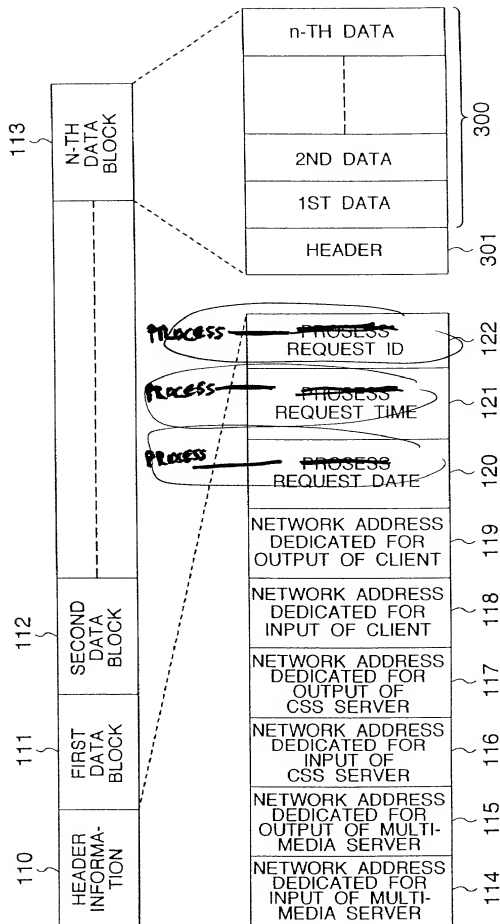 113
N-TH
DATA
BLOCK
n-TH DATA
2ND DATA
1ST DATA
HEADER
300
301
112
SECOND
DATA
BLOCK
111
FIRST
DATA
BLOCK
110
HEADER
INFORMA-
TION
PROCESS
PROSESS
REQUEST ID
122
PROCESS
PROSESS
REQUEST TIME
121
PROCESS
PROSESS
REQUEST DATE
120
NETWORK ADDRESS
DEDICATED FOR
OUTPUT OF CLIENT
119
NETWORK ADDRESS
DEDICATED FOR
INPUT OF CLIENT
118
NETWORK ADDRESS
DEDICATED FOR
OUTPUT OF
CSS SERVER
117
NETWORK ADDRESS
DEDICATED FOR
INPUT OF
CSS SERVER
116
NETWORK ADDRESS
DEDICATED FOR
OUTPUT OF MULTI-
MEDIA SERVER
115
NETWORK ADDRESS
DEDICATED FOR
INPUT OF MULTI-
MEDIA SERVER
114